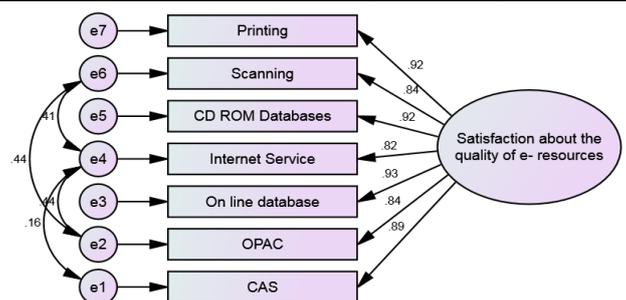 e7
Printing
.92
e6
Scanning
.84
.41
e5
CD ROM Databases
.92
Satisfaction about the
quality of e- resources
e4
Internet Service
.82
.44
e3
On line database
.93
.44
.16
e2
OPAC
.84
e1
CAS
.89